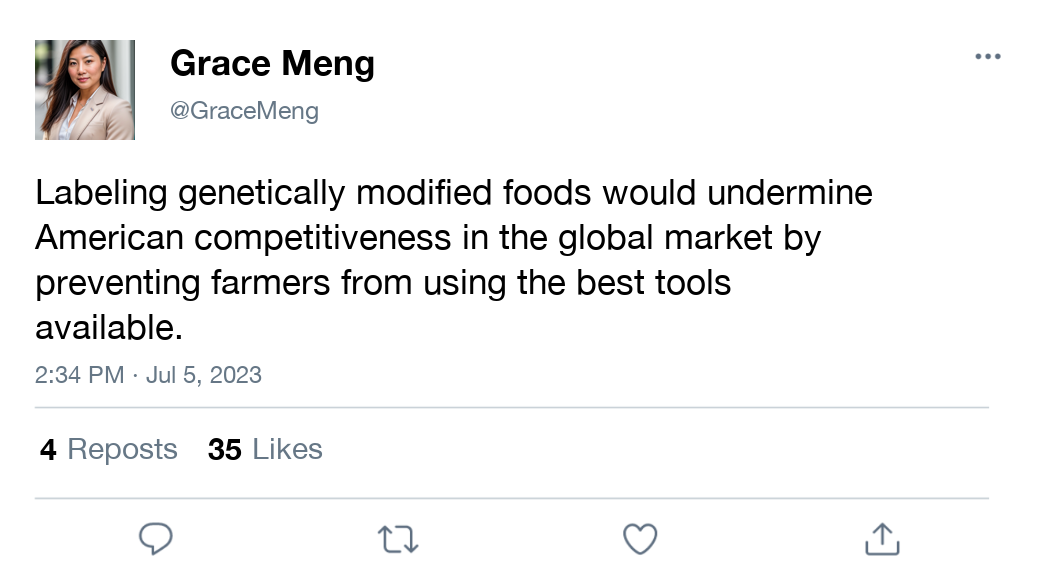 Grace Meng
@GraceMeng
Labeling genetically modified foods would undermine
American competitiveness in the global market by
preventing farmers from using the best tools
available.
2:34 PM · Jul 5, 2023
4 Reposts 35 Likes